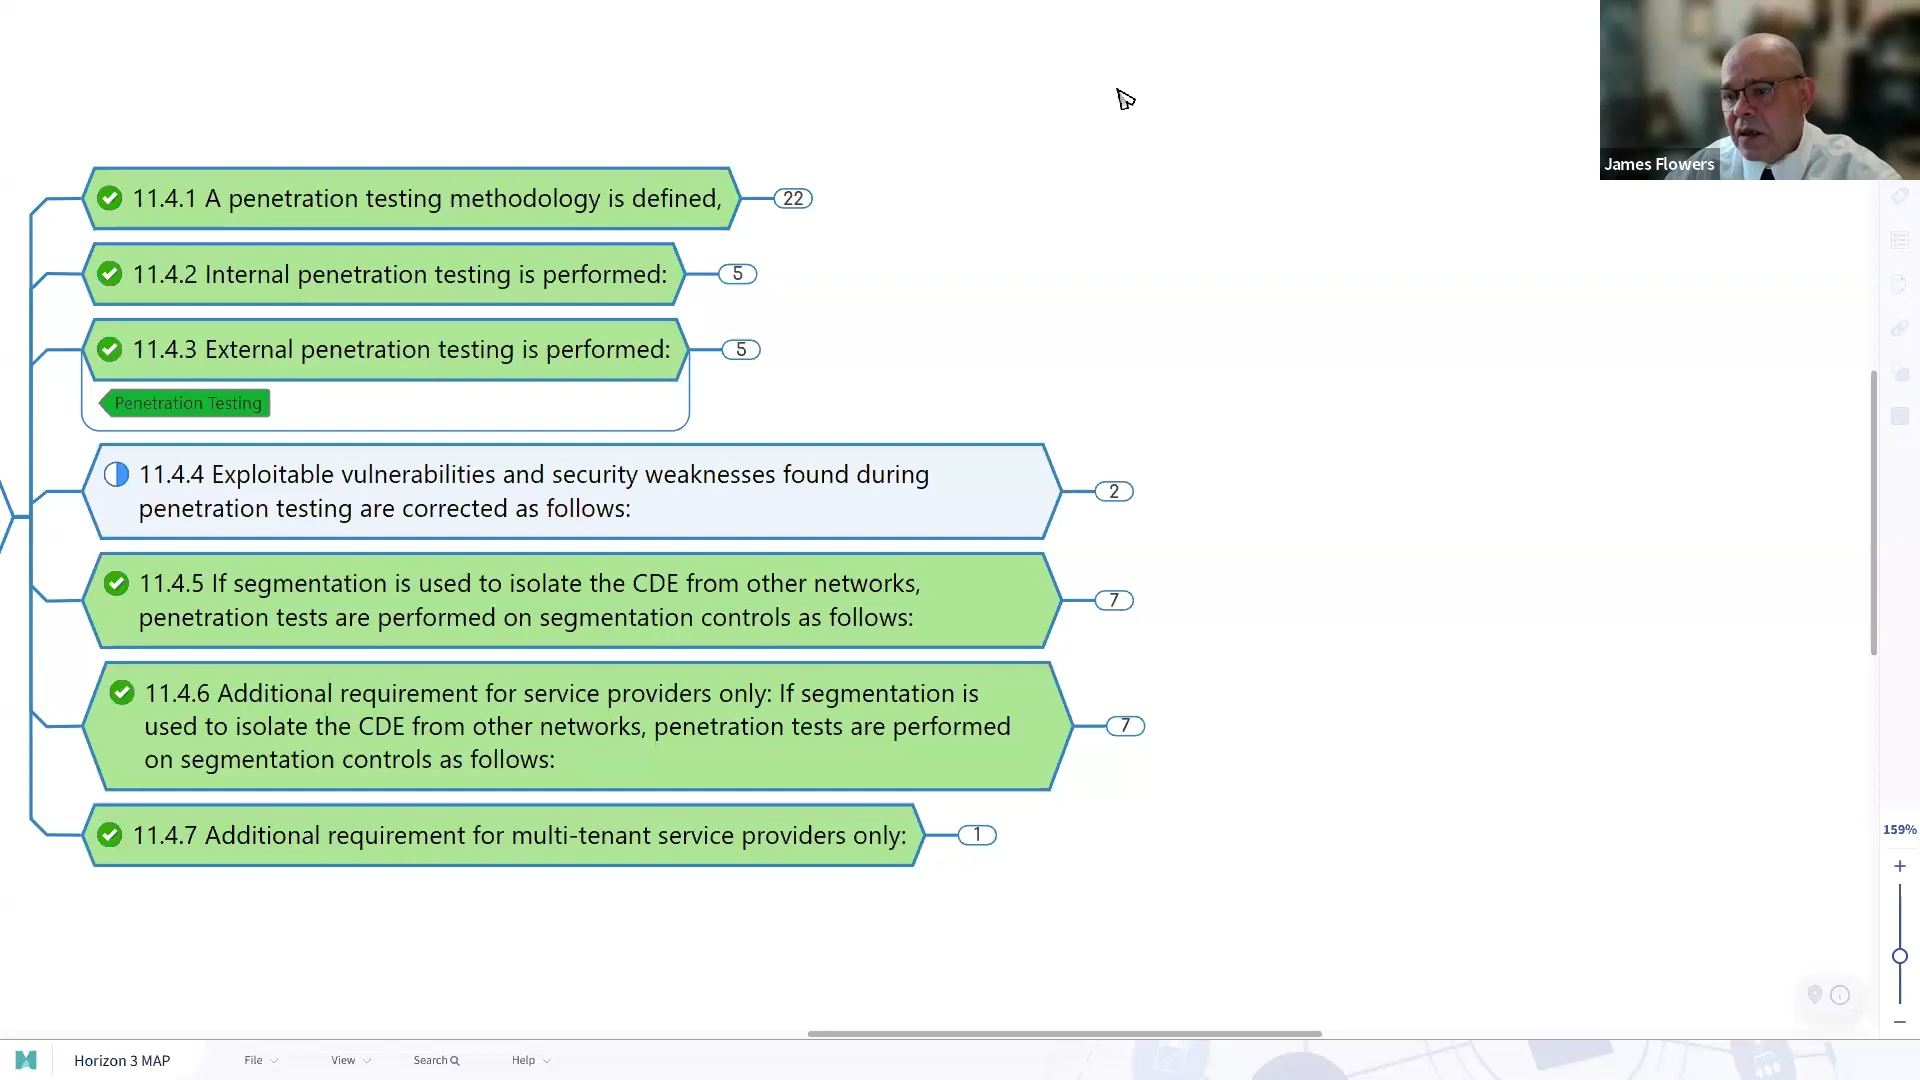 James Flowers
11.4.1 A penetration testing methodology is defined,
22
11.4.2 Internal penetration testing is performed:
5
11.4.3 External penetration testing is performed:
5
Penetration Testing
11.4.4 Exploitable vulnerabilities and security weaknesses found during
penetration testing are corrected as follows:
2
11.4.5 If segmentation is used to isolate the CDE from other networks,
penetration tests are performed on segmentation controls as follows:
7
11.4.6 Additional requirement for service providers only: If segmentation is
used to isolate the CDE from other networks, penetration tests are performed
on segmentation controls as follows:
7
11.4.7 Additional requirement for multi-tenant service providers only:
1
159%
Horizon 3 MAP
File
View
Search
Help